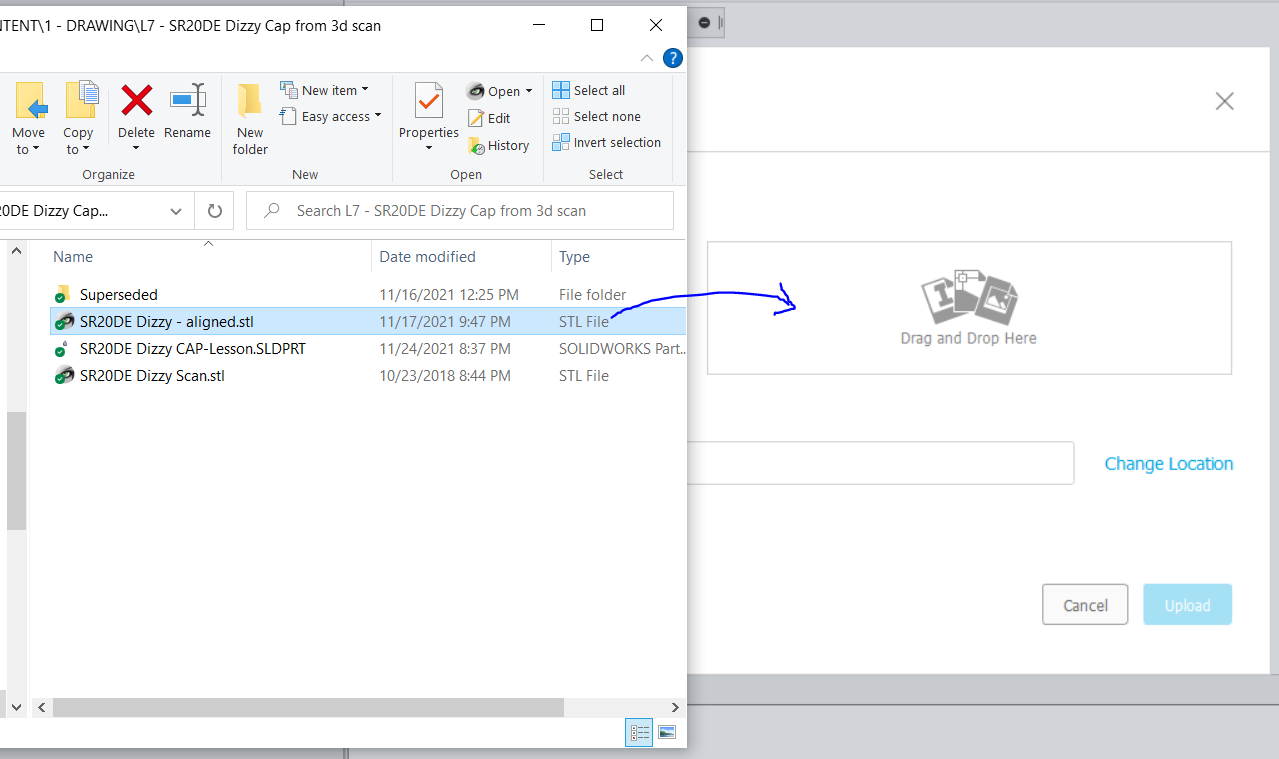 NTENT\1 - DRAWING\L7 - SR20DE Dizzy Cap from 3d scan
?
Move to
Copy to
Delete
Rename
New folder
New item
Easy access
Properties
Open
Edit
History
Select all
Select none
Invert selection
Organize
New
Open
Select
20DE Dizzy Cap...
Search L7 - SR20DE Dizzy Cap from 3d scan
Name Date modified Type
Superseded 11/16/2021 12:25 PM File folder
SR20DE Dizzy - aligned.stl 11/17/2021 9:47 PM STL File
SR20DE Dizzy CAP-Lesson.SLDPRT 11/24/2021 8:37 PM SOLIDWORKS Part...
SR20DE Dizzy Scan.stl 10/23/2018 8:44 PM STL File
Drag and Drop Here
Change Location
Cancel
Upload